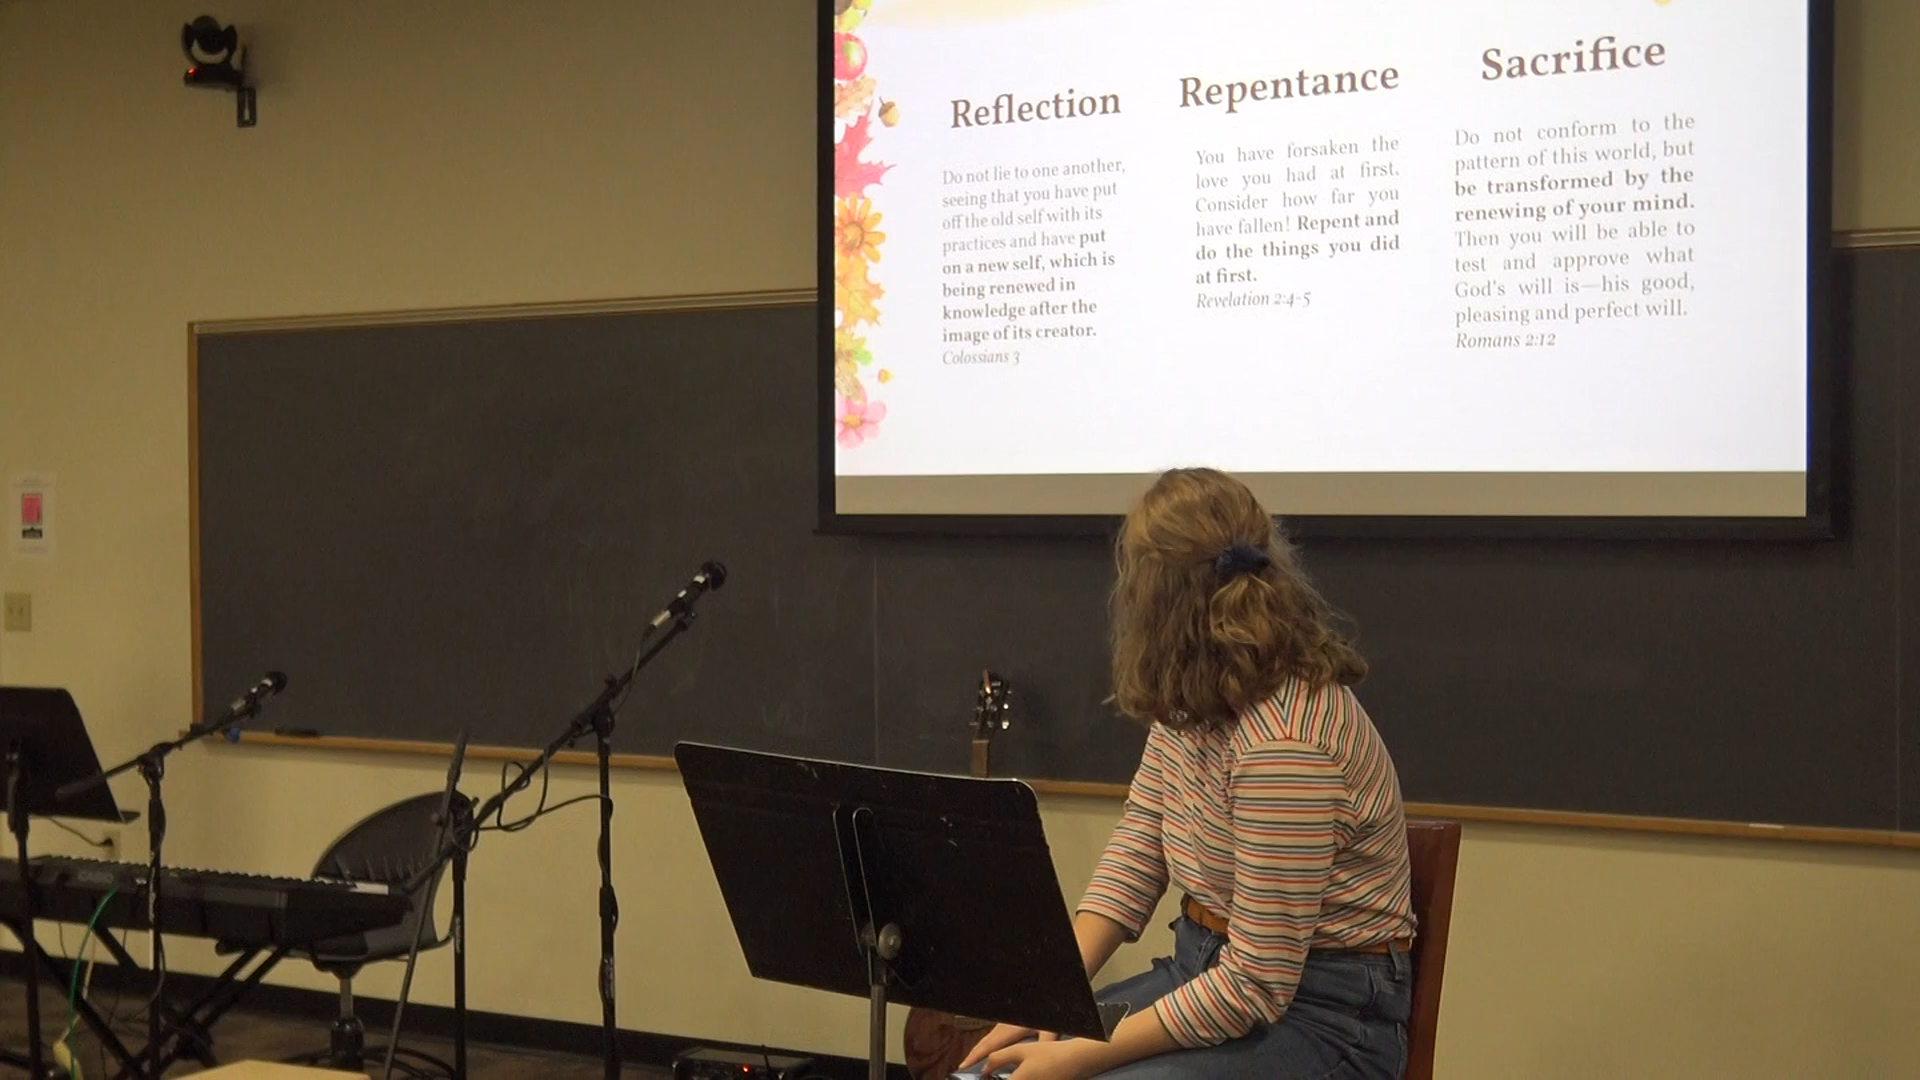 Reflection
Do not lie to one another,
seeing that you have put
off the old self with its
practices and have put
on a new self, which is
being renewed in
knowledge after the
image of its creator.
Colossians 3
Repentance
You have forsaken the
love you had at first.
Consider how far you
have fallen! Repent and
do the things you did
at first.
Revelation 2:4-5
Sacrifice
Do not conform to the
pattern of this world, but
be transformed by the
renewing of your mind.
Then you will be able to
test and approve what
God's will is—his good,
pleasing and perfect will.
Romans 2:12
CASIO